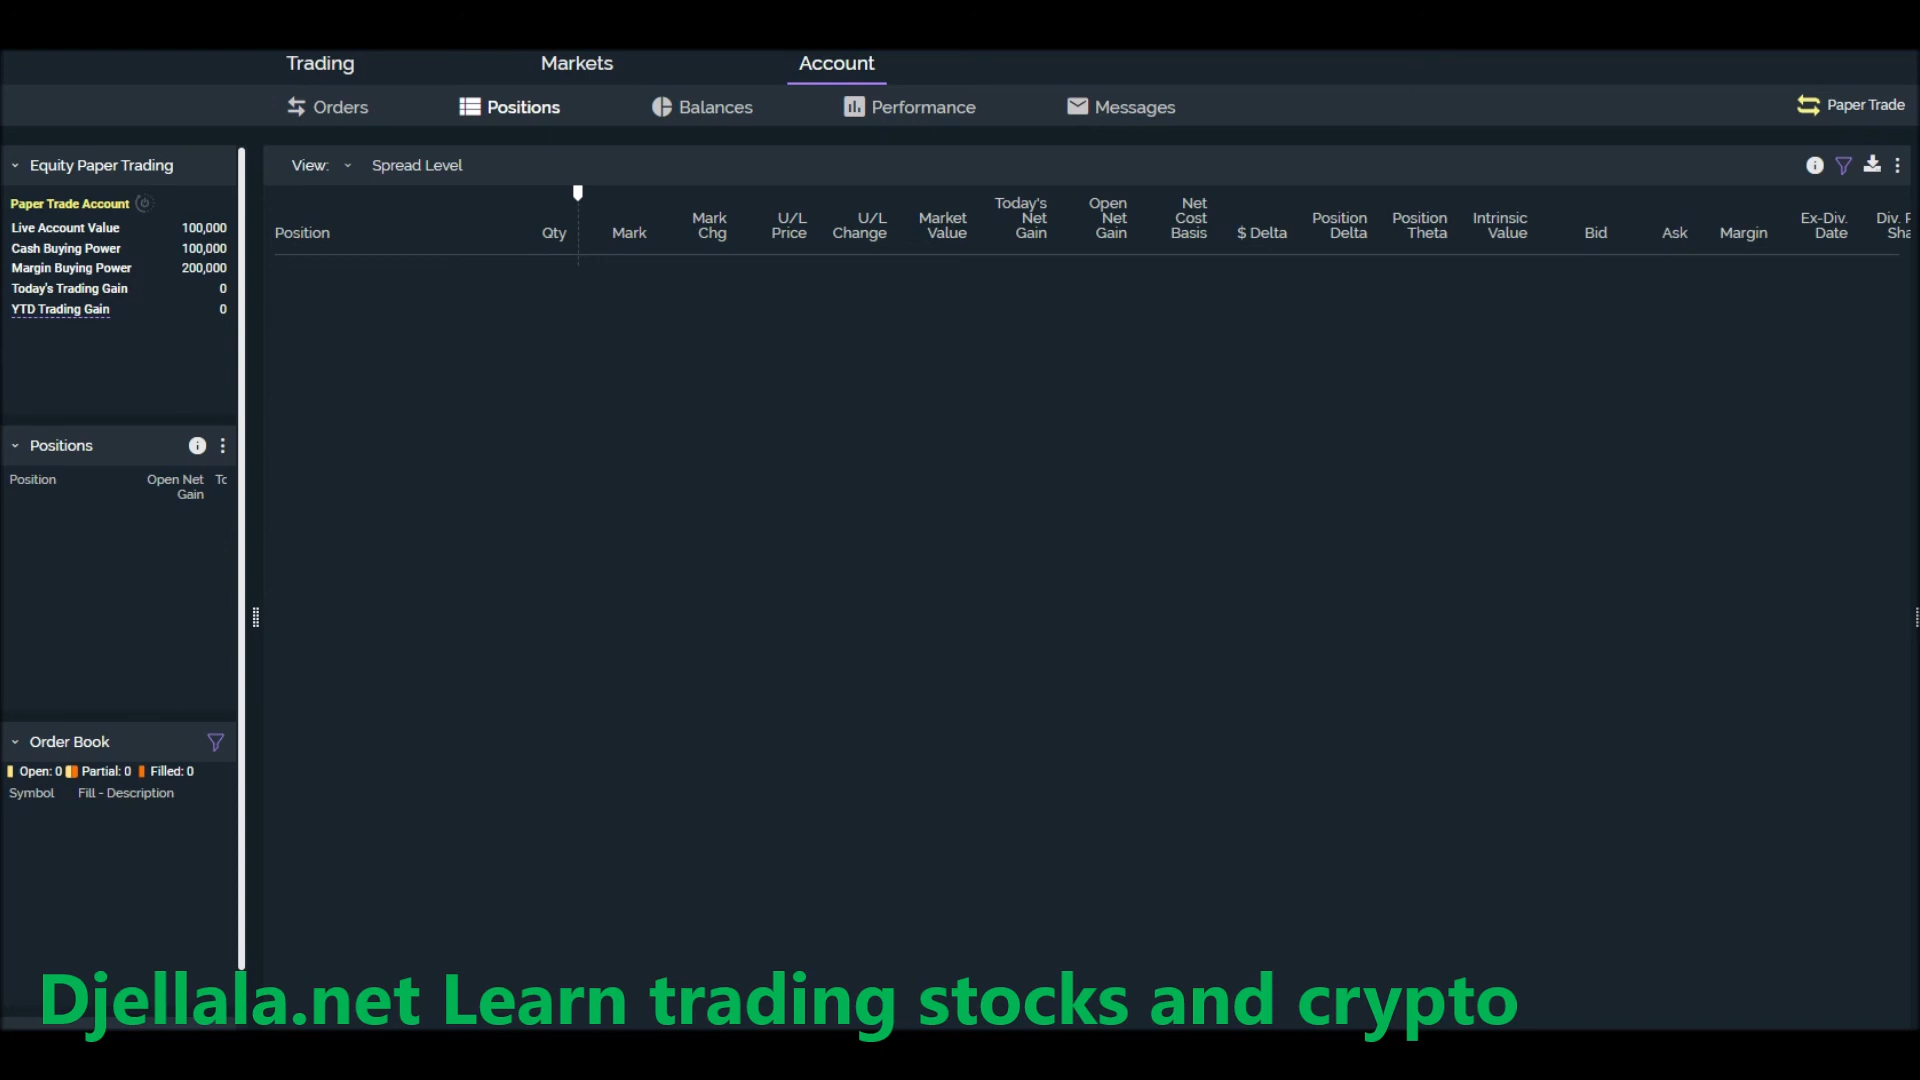 Trading Markets Account
Orders Positions Balances Performance Messages Paper Trade
Equity Paper Trading
Paper Trade Account
Live Account Value 100,000
Cash Buying Power 100,000
Margin Buying Power 200,000
Today's Trading Gain 0
YTD Trading Gain 0
Positions
Position Open Net Gain To
Order Book
Open: 0 Partial: 0 Filled: 0
Symbol Fill - Description
View: Spread Level
Position Qty Mark Mark Chg U/L Price U/L Change Market Value Today's Net Gain Open Net Gain Net Cost Basis $ Delta Position Delta Position Theta Intrinsic Value Bid Ask Margin Ex-Div. Date Div. P Sha
Djellala.net Learn trading stocks and crypto